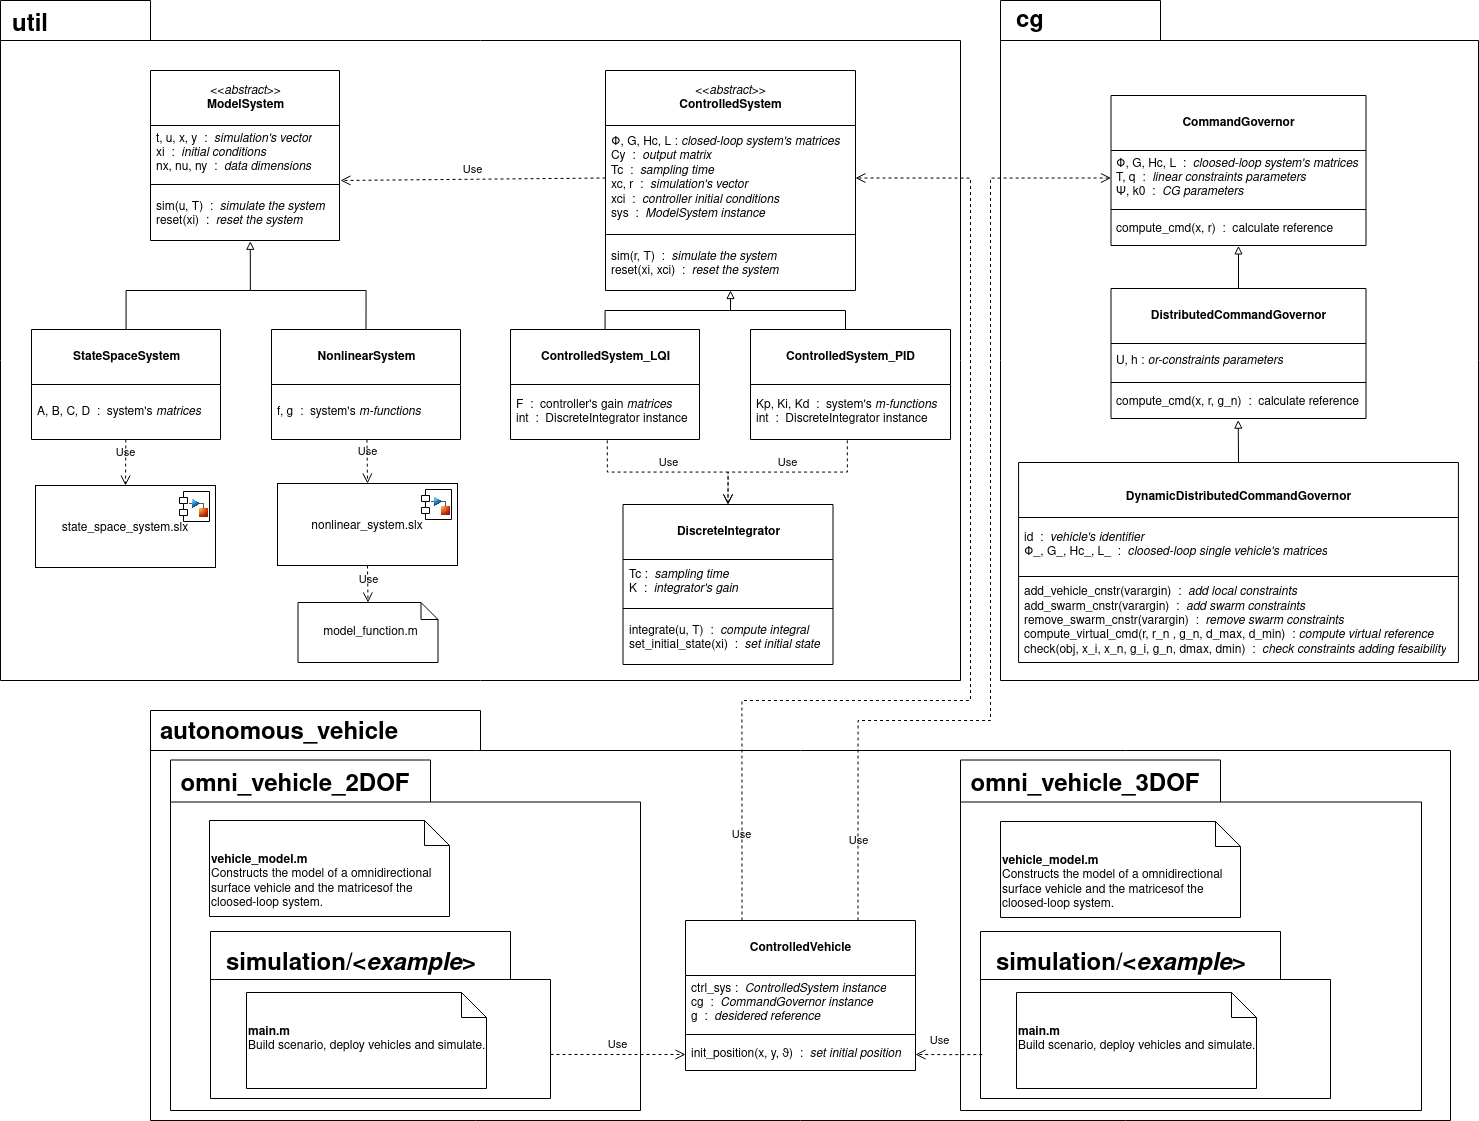 util
<<abstract>>
ModelSystem
t, u, x, y  :  simulation's vector
xi  :  initial conditions
nx, nu, ny  :  data dimensions
sim(u, T)  :  simulate the system
reset(xi)  :  reset the system
Use
<<abstract>>
ControlledSystem
Φ, G, Hc, L : closed-loop system's matrices
Cy  :  output matrix
Tc  :  sampling time
xc, r  :  simulation's vector
xci  :  controller initial conditions
sys  :  ModelSystem instance
sim(r, T)  :  simulate the system
reset(xi, xci)  :  reset the system
StateSpaceSystem
A, B, C, D  :  system's matrices
Use
state_space_system.slx
NonlinearSystem
f, g  :  system's m-functions
Use
nonlinear_system.slx
Use
model_function.m
ControlledSystem_LQI
F  :  controller's gain matrices
int  :  DiscreteIntegrator instance
Use
ControlledSystem_PID
Kp, Ki, Kd  :  system's m-functions
int  :  DiscreteIntegrator instance
Use
DiscreteIntegrator
Tc :  sampling time
K  :  integrator's gain
integrate(u, T)  :  compute integral
set_initial_state(xi)  :  set initial state
cg
CommandGovernor
Φ, G, Hc, L  :  cloosed-loop system's matrices
T, q  :  linear constraints parameters
Ψ, k0  :  CG parameters
compute_cmd(x, r)  :  calculate reference
DistributedCommandGovernor
U, h : or-constraints parameters
compute_cmd(x, r, g_n)  :  calculate reference
DynamicDistributedCommandGovernor
id  :  vehicle's identifier
Φ_, G_, Hc_, L_  :  cloosed-loop single vehicle's matrices
add_vehicle_cnstr(varargin)  :  add local constraints
add_swarm_cnstr(varargin)  :  add swarm constraints
remove_swarm_cnstr(varargin)  :  remove swarm constraints
compute_virtual_cmd(r, r_n , g_n, d_max, d_min)  : compute virtual reference
check(obj, x_i, x_n, g_i, g_n, dmax, dmin)  :  check constraints adding fesaibility
autonomous_vehicle
omni_vehicle_2DOF
vehicle_model.m
Constructs the model of a omnidirectional
surface vehicle and the matricesof the
cloosed-loop system.
simulation/<example>
main.m
Build scenario, deploy vehicles and simulate.
Use
Use
Use
ControlledVehicle
ctrl_sys :  ControlledSystem instance
cg  :  CommandGovernor instance
g  :  desidered reference
init_position(x, y, ϑ)  :  set initial position
Use
omni_vehicle_3DOF
vehicle_model.m
Constructs the model of a omnidirectional
surface vehicle and the matricesof the
cloosed-loop system.
simulation/<example>
main.m
Build scenario, deploy vehicles and simulate.